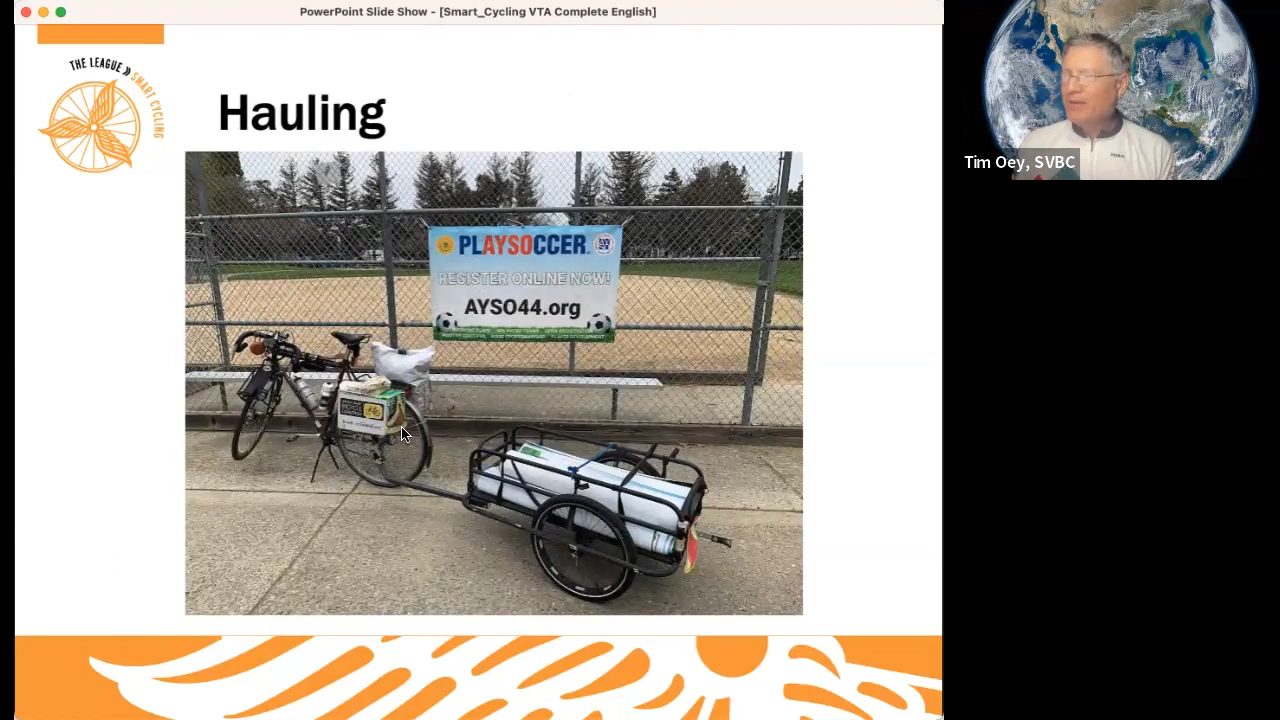 PowerPoint Slide Show - [Smart_Cycling VTA Complete English]
THE LEAGUE
SMART CYCLING
Hauling
PLAYSOCCER
REGISTER ONLINE NOW!
AYSO44.org
Tim Oey, SVBC